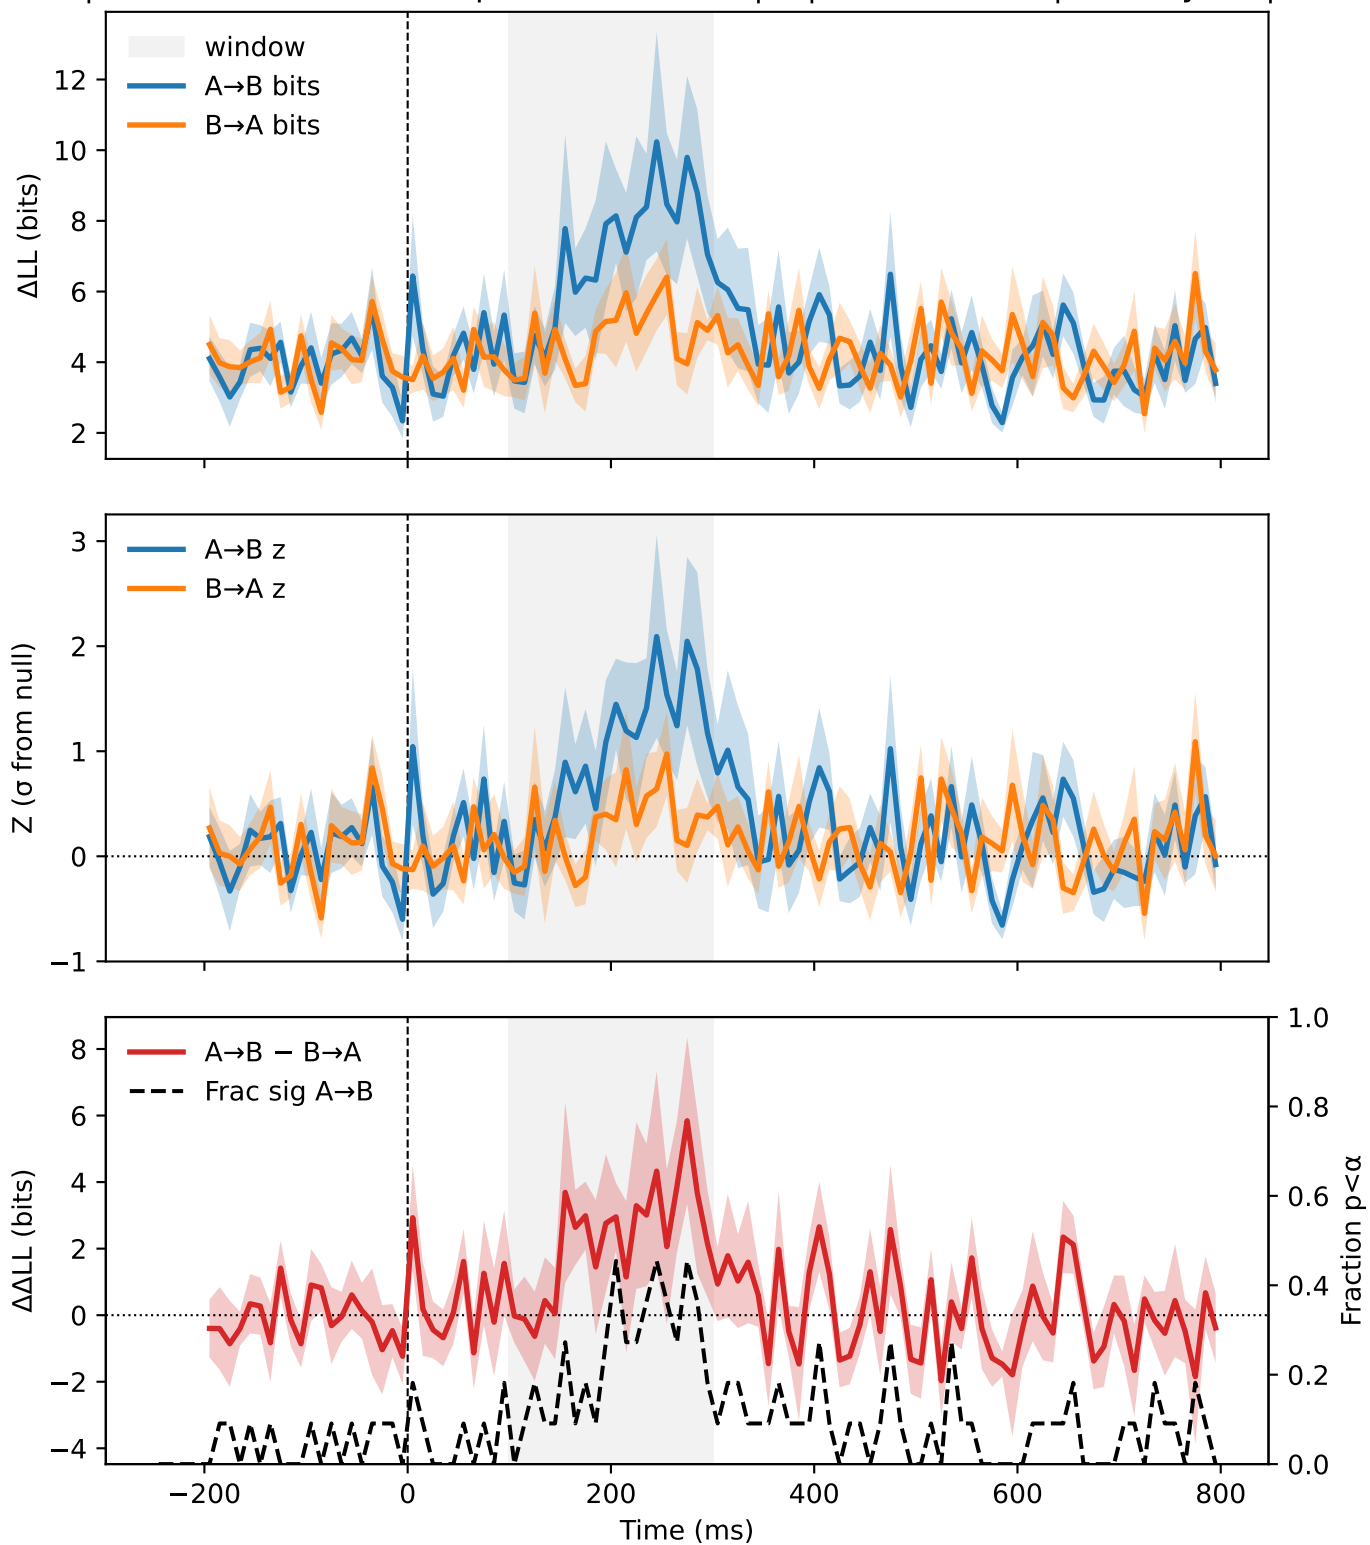 window
A→B bits
B→A bits
ΔLL (bits)
12
10
8
6
4
2
A→B z
B→A z
Z (σ from null)
3
2
1
0
−1
A→B − B→A
Frac sig A→B
ΔΔLL (bits)
8
6
4
2
0
−2
−4
1.0
0.8
0.6
0.4
0.2
0.0
Fraction p<α
−200 0 200 400 600 800
Time (ms)